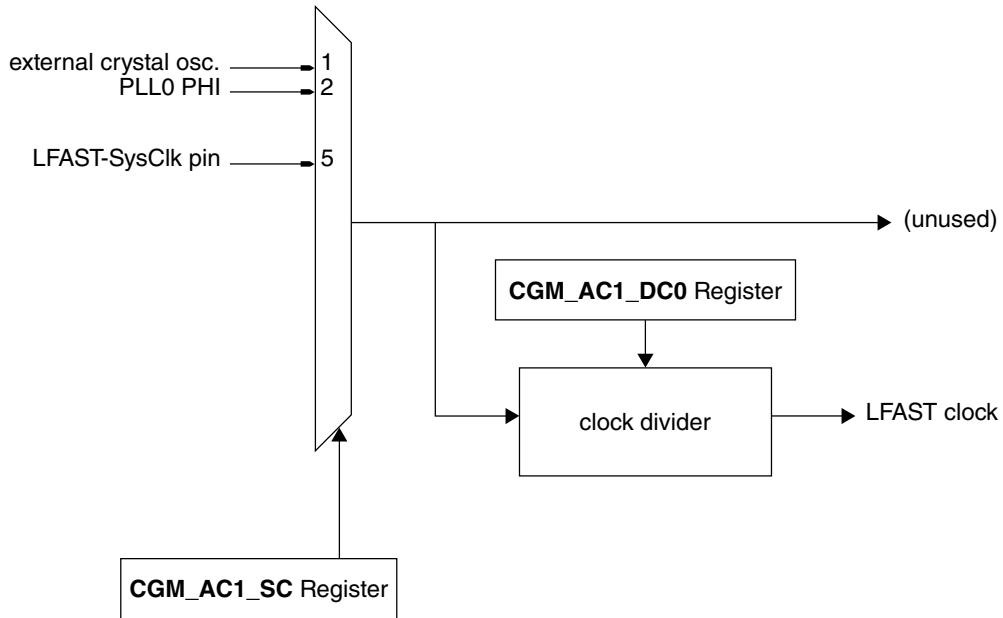 external crystal osc.
1
PLL0 PHI
2
LFAST-SysClk pin
5
(unused)
CGM_AC1_DC0 Register
clock divider
LFAST clock
CGM_AC1_SC Register